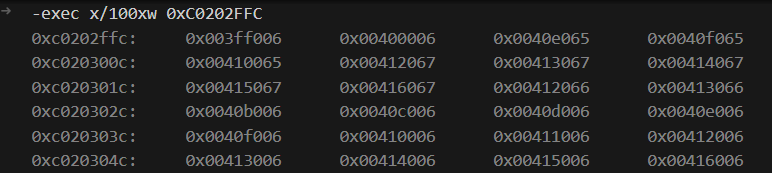 -exec x/100xw 0xC0202FFC
0xc0202ffc: 0x003ff006 0x00400006 0x0040e065 0x0040f065
0xc020300c: 0x00410065 0x00412067 0x00413067 0x00414067
0xc020301c: 0x00415067 0x00416067 0x00412066 0x00413066
0xc020302c: 0x0040b006 0x0040c006 0x0040d006 0x0040e006
0xc020303c: 0x0040f006 0x00410006 0x00411006 0x00412006
0xc020304c: 0x00413006 0x00414006 0x00415006 0x00416006